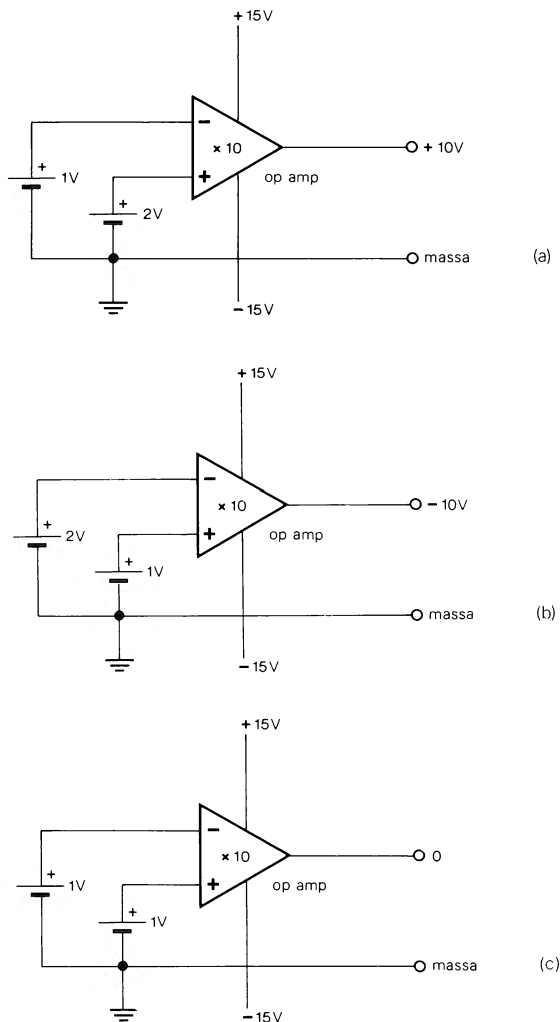 + 15V
−
× 10
+ 10V
+
1V
+
op amp
+
2V
massa
(a)
− 15V
+ 15V
−
× 10
− 10V
+
2V
+
op amp
+
1V
massa
(b)
− 15V
+ 15V
−
× 10
0
+
1V
+
op amp
+
1V
massa
(c)
− 15V